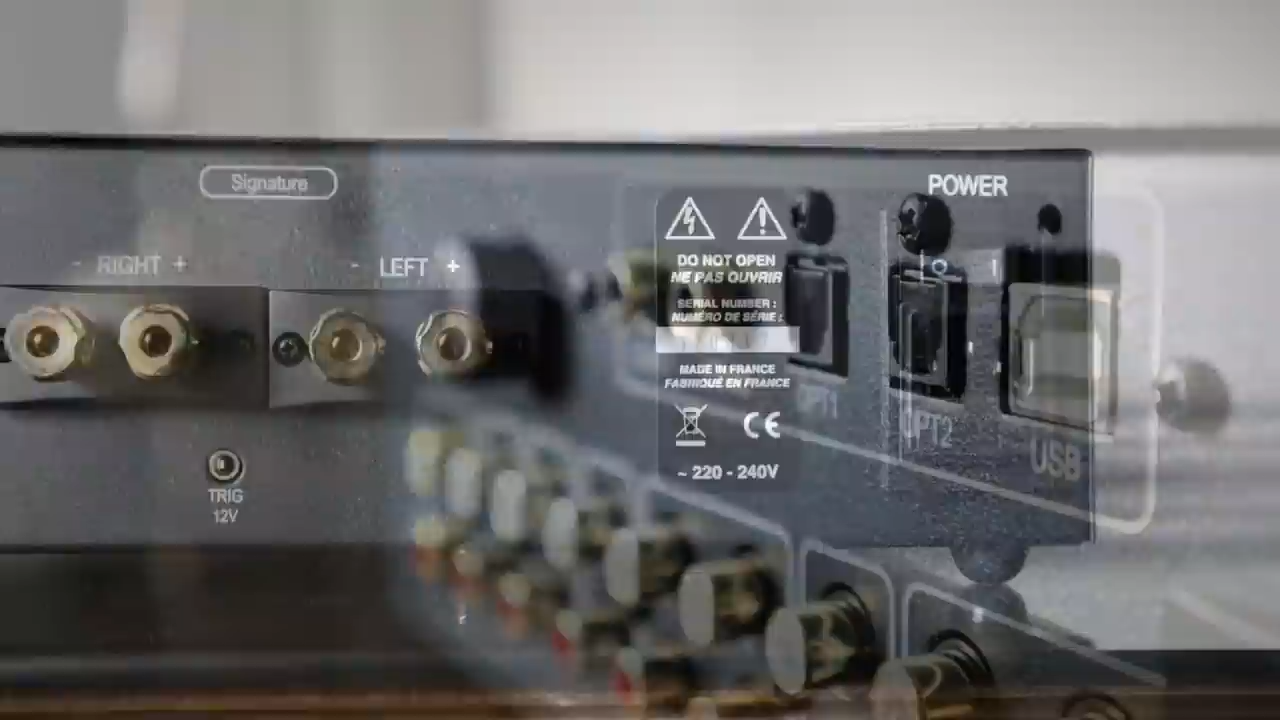 Signature
- RIGHT +
- LEFT +
TRIG
12V
DO NOT OPEN
NE PAS OUVRIR
SERIAL NUMBER :
NUMÉRO DE SÉRIE :
MADE IN FRANCE
FABRIQUÉ EN FRANCE
CE
~ 220 - 240V
POWER
O I
OPT1
OPT2
USB